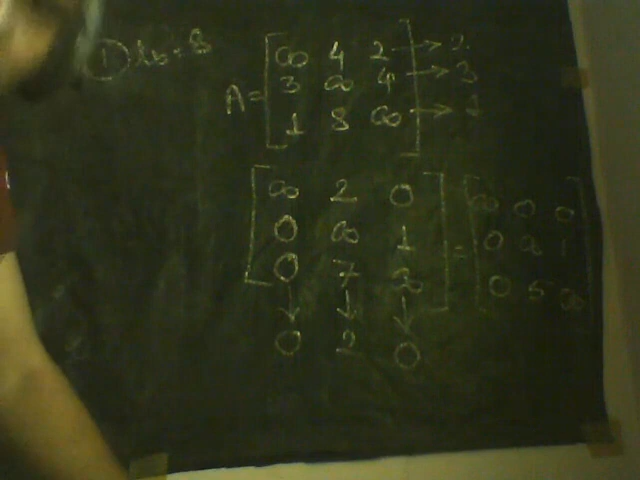 ① lb = 8
A = [∞ 4 2 → 2
3 ∞ 4 → 3
1 8 ∞] → 1
[∞ 2 0
0 ∞ 1
0 7 ∞]
↓ ↓ ↓
0 2 0
= [∞ 0 0
0 ∞ 1
0 5 ∞]